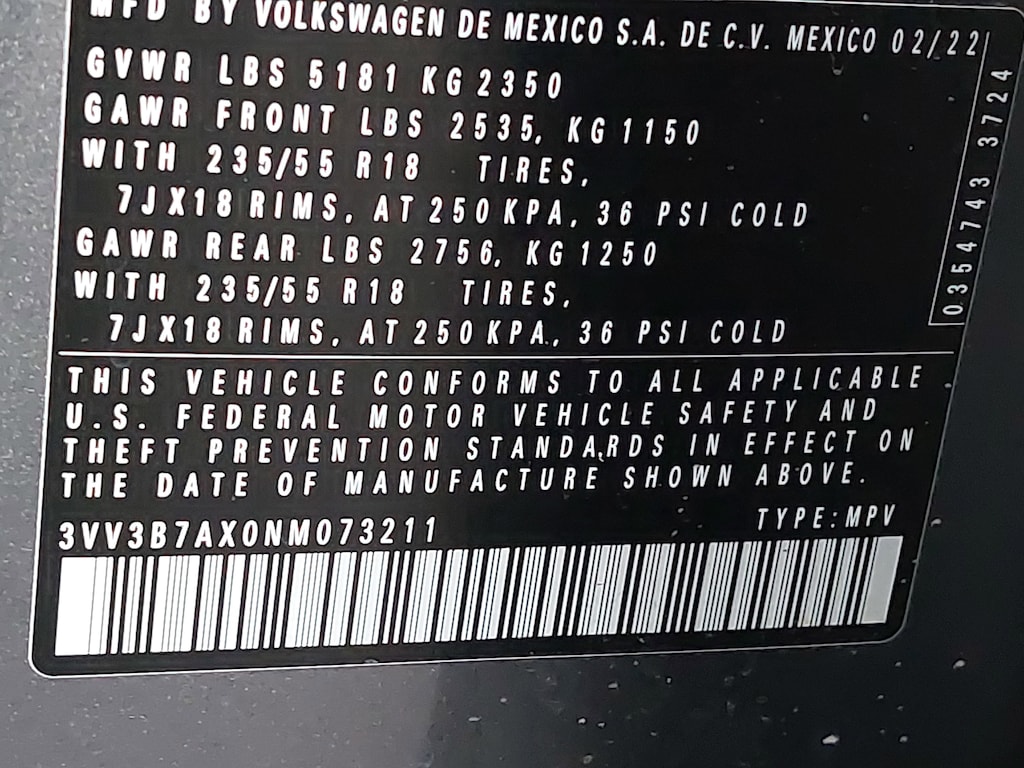 MFD BY VOLKSWAGEN DE MEXICO S.A. DE C.V. MEXICO 02/22
GVWR LBS 5181 KG 2350
GAWR FRONT LBS 2535, KG 1150
WITH 235/55 R18 TIRES,
7JX18 RIMS, AT 250 KPA, 36 PSI COLD
GAWR REAR LBS 2756, KG 1250
WITH 235/55 R18 TIRES,
7JX18 RIMS, AT 250 KPA, 36 PSI COLD
0354743 3724
THIS VEHICLE CONFORMS TO ALL APPLICABLE
U.S. FEDERAL MOTOR VEHICLE SAFETY AND
THEFT PREVENTION STANDARDS IN EFFECT ON
THE DATE OF MANUFACTURE SHOWN ABOVE.
3VV3B7AX0NM073211 TYPE:MPV